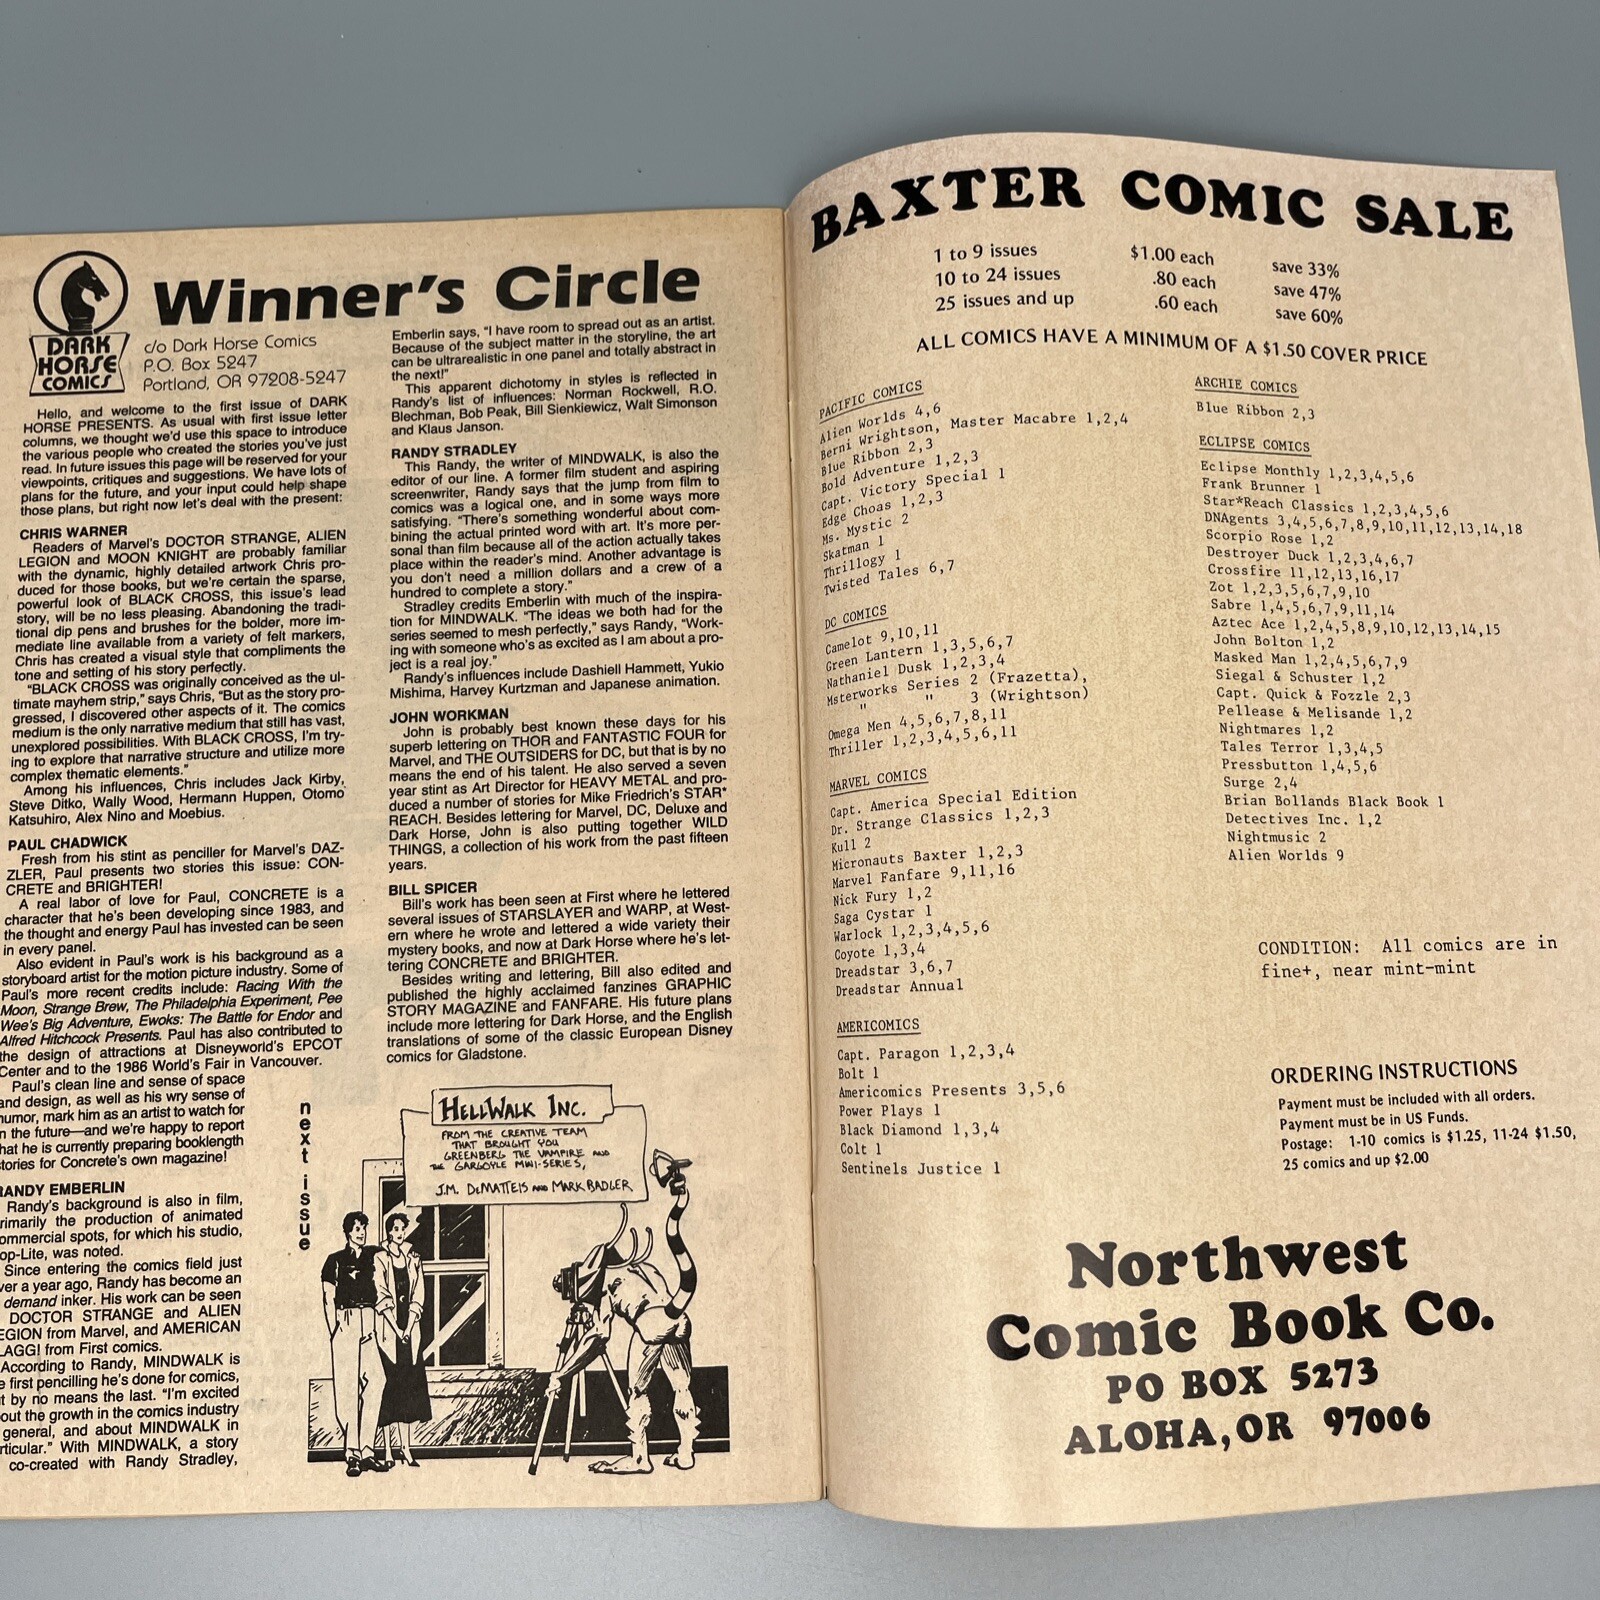 DARK
HORSE
COMICS
Winner's Circle
c/o Dark Horse Comics
P.O. Box 5247
Portland, OR 97208-5247
Hello, and welcome to the first issue of DARK
HORSE PRESENTS. As usual with first issue letter
columns, we thought we'd use this space to introduce
the various people who created the stories you've just
read. In future issues this page will be reserved for your
viewpoints, critiques and suggestions. We have lots of
plans for the future, and your input could help shape
those plans, but right now let's deal with the present:
CHRIS WARNER
Readers of Marvel's DOCTOR STRANGE, ALIEN
LEGION and MOON KNIGHT are probably familiar
with the dynamic, highly detailed artwork Chris pro-
duced for those books, but we're certain the sparse,
powerful look of BLACK CROSS, this issue's lead
story, will be no less pleasing. Abandoning the tradi-
tional dip pens and brushes for the bolder, more im-
mediate line available from a variety of felt markers,
Chris has created a visual style that compliments the
tone and setting of his story perfectly.
"BLACK CROSS was originally conceived as the ul-
timate mayhem strip," says Chris, "But as the story pro-
gressed, I discovered other aspects of it. The comics
medium is the only narrative medium that still has vast,
unexplored possibilities. With BLACK CROSS, I'm try-
ing to explore that narrative structure and utilize more
complex thematic elements."
Among his influences, Chris includes Jack Kirby,
Steve Ditko, Wally Wood, Hermann Huppen, Otomo
Katsuhiro, Alex Nino and Moebius.
PAUL CHADWICK
Fresh from his stint as penciller for Marvel's DAZ-
ZLER, Paul presents two stories this issue: CON-
CRETE and BRIGHTER!
A real labor of love for Paul, CONCRETE is a
character that he's been developing since 1983, and
the thought and energy Paul has invested can be seen
in every panel.
Also evident in Paul's work is his background as a
storyboard artist for the motion picture industry. Some of
Paul's more recent credits include: Racing With the
Moon, Strange Brew, The Philadelphia Experiment, Pee
Wee's Big Adventure, Ewoks: The Battle for Endor and
Alfred Hitchcock Presents. Paul has also contributed to
the design of attractions at Disneyworld's EPCOT
Center and to the 1986 World's Fair in Vancouver.
Paul's clean line and sense of space
and design, as well as his wry sense of
humor, mark him as an artist to watch for
n the future—and we're happy to report
hat he is currently preparing booklength
stories for Concrete's own magazine!
RANDY EMBERLIN
Randy's background is also in film,
rimarily the production of animated
ommercial spots, for which his studio,
op-Lite, was noted.
Since entering the comics field just
ver a year ago, Randy has become an
demand inker. His work can be seen
DOCTOR STRANGE and ALIEN
EGION from Marvel, and AMERICAN
LAGG! from First comics.
According to Randy, MINDWALK is
e first pencilling he's done for comics,
t by no means the last. "I'm excited
out the growth in the comics industry
general, and about MINDWALK in
rticular." With MINDWALK, a story
co-created with Randy Stradley,
Emberlin says, "I have room to spread out as an artist.
Because of the subject matter in the storyline, the art
can be ultrarealistic in one panel and totally abstract in
the next!"
This apparent dichotomy in styles is reflected in
Randy's list of influences: Norman Rockwell, R.O.
Blechman, Bob Peak, Bill Sienkiewicz, Walt Simonson
and Klaus Janson.
RANDY STRADLEY
This Randy, the writer of MINDWALK, is also the
editor of our line. A former film student and aspiring
screenwriter, Randy says that the jump from film to
comics was a logical one, and in some ways more
satisfying. "There's something wonderful about com-
bining the actual printed word with art. It's more per-
sonal than film because all of the action actually takes
place within the reader's mind. Another advantage is
you don't need a million dollars and a crew of a
hundred to complete a story."
Stradley credits Emberlin with much of the inspira-
tion for MINDWALK. "The ideas we both had for the
series seemed to mesh perfectly," says Randy, "Work-
ing with someone who's as excited as I am about a pro-
ject is a real joy."
Randy's influences include Dashiell Hammett, Yukio
Mishima, Harvey Kurtzman and Japanese animation.
JOHN WORKMAN
John is probably best known these days for his
superb lettering on THOR and FANTASTIC FOUR for
Marvel, and THE OUTSIDERS for DC, but that is by no
means the end of his talent. He also served a seven
year stint as Art Director for HEAVY METAL and pro-
duced a number of stories for Mike Friedrich's STAR*
REACH. Besides lettering for Marvel, DC, Deluxe and
Dark Horse, John is also putting together WILD
THINGS, a collection of his work from the past fifteen
years.
BILL SPICER
Bill's work has been seen at First where he lettered
several issues of STARSLAYER and WARP, at West-
ern where he wrote and lettered a wide variety their
mystery books, and now at Dark Horse where he's let-
tering CONCRETE and BRIGHTER.
Besides writing and lettering, Bill also edited and
published the highly acclaimed fanzines GRAPHIC
STORY MAGAZINE and FANFARE. His future plans
include more lettering for Dark Horse, and the English
translations of some of the classic European Disney
comics for Gladstone.
next issue
HELLWALK INC.
FROM THE CREATIVE TEAM
THAT BROUGHT YOU
GREENBERG THE VAMPIRE AND
THE GARGOYLE MINI-SERIES,
J.M. DEMATTEIS AND MARK BADGER
BAXTER COMIC SALE
1 to 9 issues $1.00 each save 33%
10 to 24 issues .80 each save 47%
25 issues and up .60 each save 60%
ALL COMICS HAVE A MINIMUM OF A $1.50 COVER PRICE
PACIFIC COMICS
Alien Worlds 4,6
Berni Wrightson, Master Macabre 1,2,4
Blue Ribbon 2,3
Bold Adventure 1,2,3
Capt. Victory Special 1
Edge Choas 1,2,3
Ms. Mystic 2
Skatman 1
Thrillogy 1
Twisted Tales 6,7
DC COMICS
Camelot 9,10,11
Green Lantern 1,3,5,6,7
Nathaniel Dusk 1,2,3,4
Msterworks Series 2 (Frazetta),
" " 3 (Wrightson)
Omega Men 4,5,6,7,8,11
Thriller 1,2,3,4,5,6,11
MARVEL COMICS
Capt. America Special Edition
Dr. Strange Classics 1,2,3
Kull 2
Micronauts Baxter 1,2,3
Marvel Fanfare 9,11,16
Nick Fury 1,2
Saga Cystar 1
Warlock 1,2,3,4,5,6
Coyote 1,3,4
Dreadstar 3,6,7
Dreadstar Annual
AMERICOMICS
Capt. Paragon 1,2,3,4
Bolt 1
Americomics Presents 3,5,6
Power Plays 1
Black Diamond 1,3,4
Colt 1
Sentinels Justice 1
ARCHIE COMICS
Blue Ribbon 2,3
ECLIPSE COMICS
Eclipse Monthly 1,2,3,4,5,6
Frank Brunner 1
Star*Reach Classics 1,2,3,4,5,6
DNAgents 3,4,5,6,7,8,9,10,11,12,13,14,18
Scorpio Rose 1,2
Destroyer Duck 1,2,3,4,6,7
Crossfire 11,12,13,16,17
Zot 1,2,3,5,6,7,9,10
Sabre 1,4,5,6,7,9,11,14
Aztec Ace 1,2,4,5,8,9,10,12,13,14,15
John Bolton 1,2
Masked Man 1,2,4,5,6,7,9
Siegal & Schuster 1,2
Capt. Quick & Fozzle 2,3
Pellease & Melisande 1,2
Nightmares 1,2
Tales Terror 1,3,4,5
Pressbutton 1,4,5,6
Surge 2,4
Brian Bollands Black Book 1
Detectives Inc. 1,2
Nightmusic 2
Alien Worlds 9
CONDITION: All comics are in
fine+, near mint-mint
ORDERING INSTRUCTIONS
Payment must be included with all orders.
Payment must be in US Funds.
Postage: 1-10 comics is $1.25, 11-24 $1.50,
25 comics and up $2.00
Northwest
Comic Book Co.
PO BOX 5273
ALOHA, OR 97006